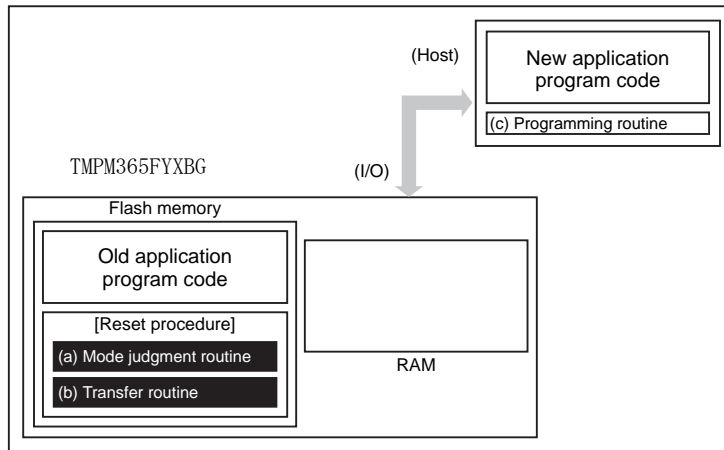 (Host)
New application
program code
(c) Programming routine
TMPM365FYXBG
(I/O)
Flash memory
Old application
program code
[Reset procedure]
(a) Mode judgment routine
(b) Transfer routine
RAM